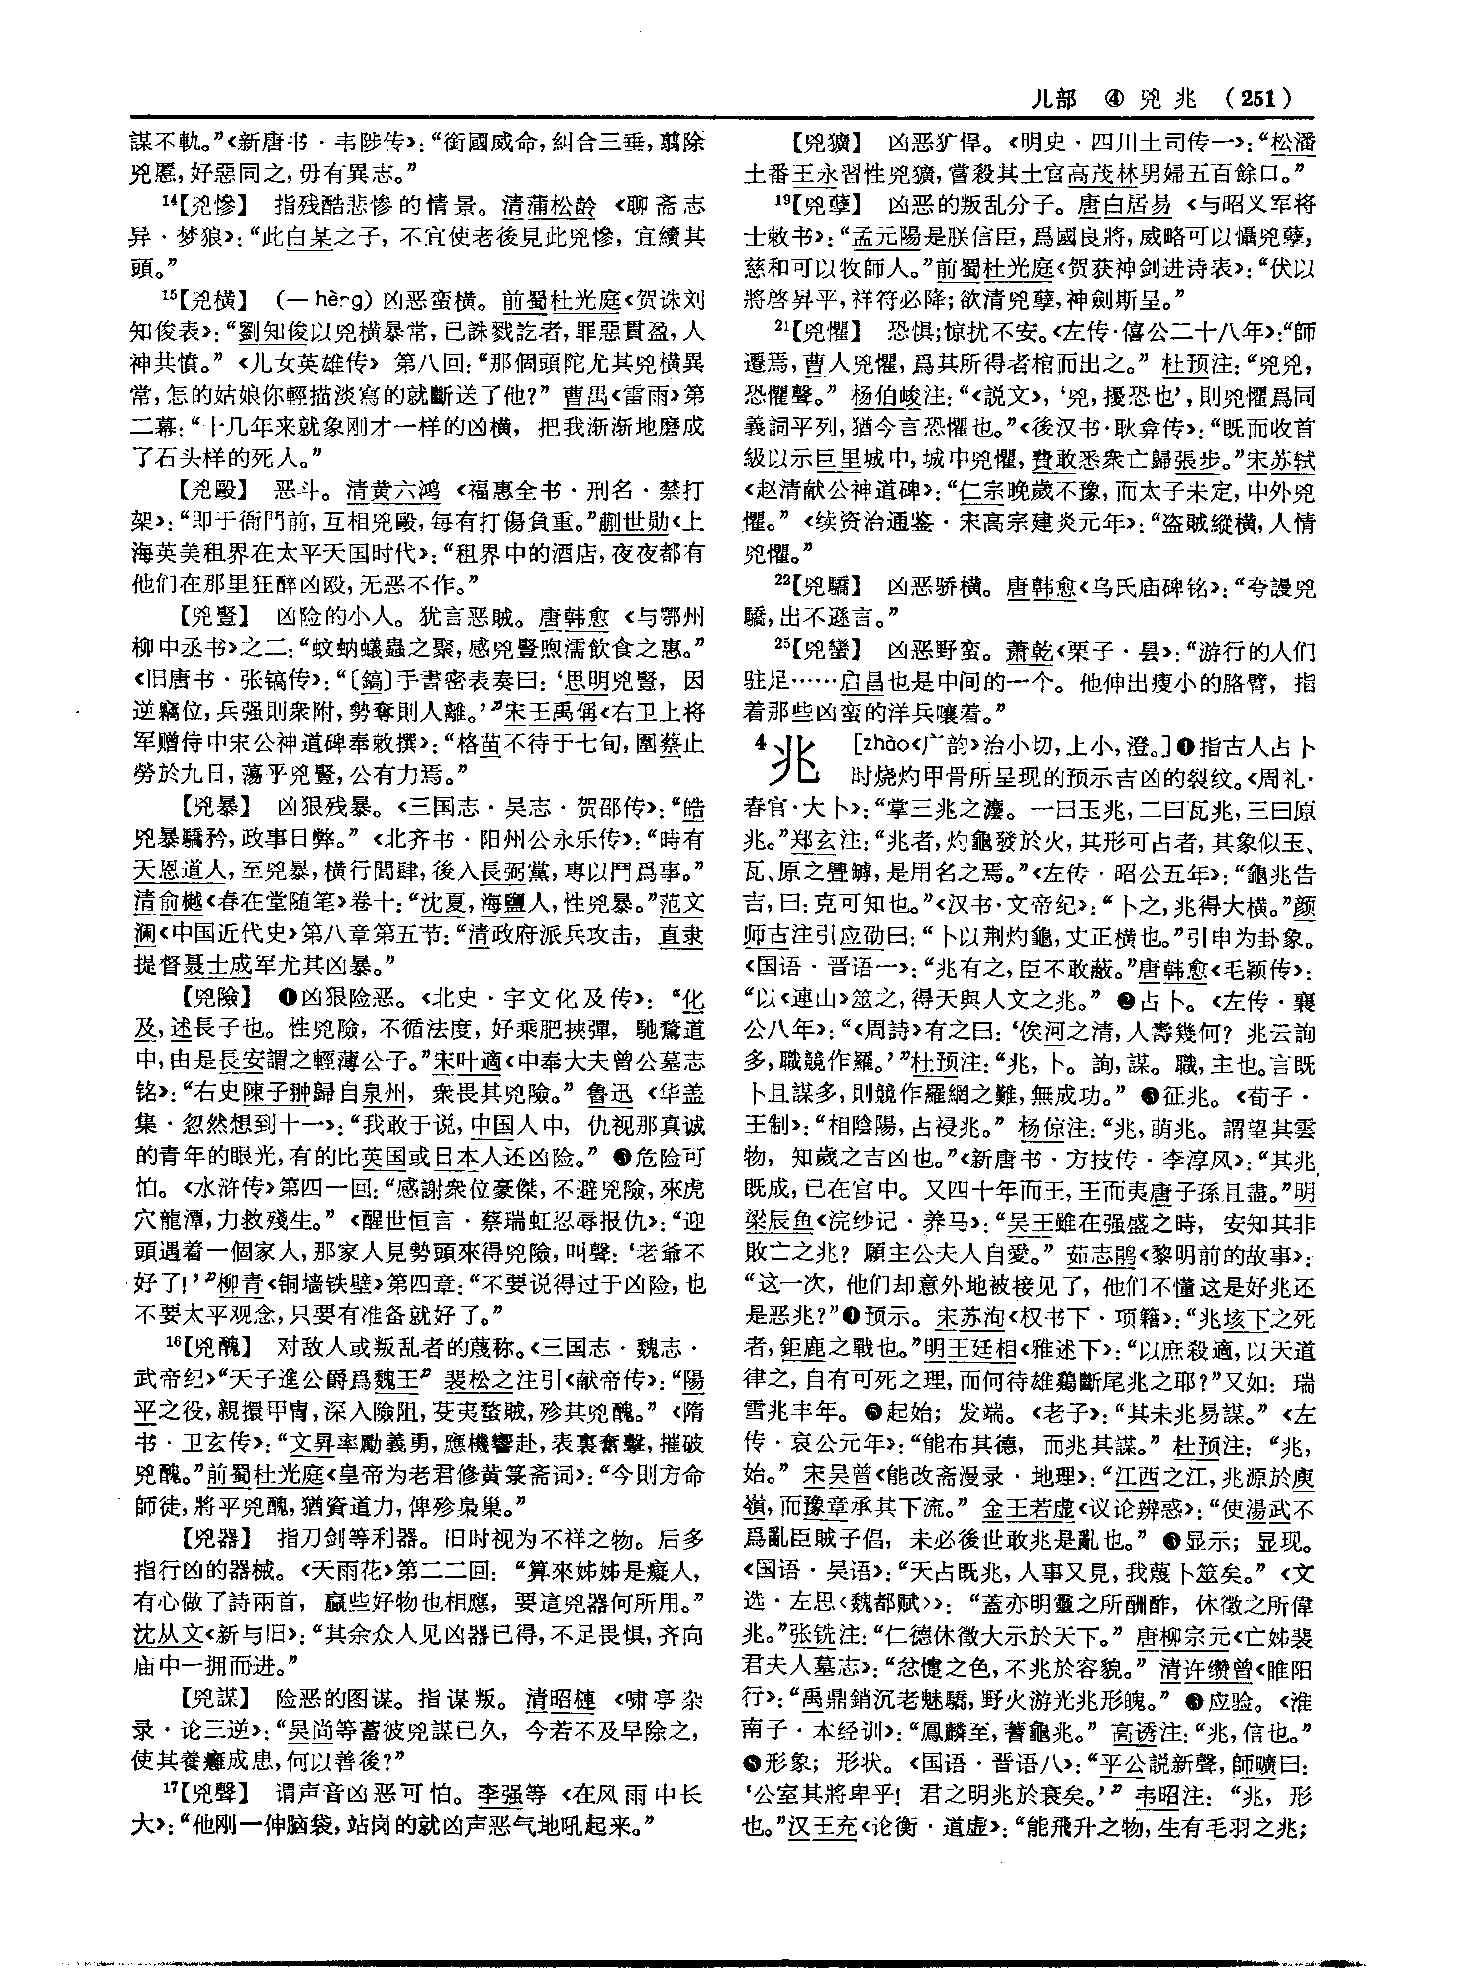 儿部 ④ 兇兆 (251)
謀不軌。”《新唐书·韦陟传》：“銜國威命，糾合三垂，翦除
兇慝，好惡同之，毋有異志。”
14【兇慘】 指残酷悲惨的情景。清蒲松龄《聊斋志
异·梦狼》：“此白某之子，不宜使老後見此兇慘，宜續其
頭。”
15【兇横】 (—hèng) 凶恶蛮横。前蜀杜光庭《贺诛刘
知俊表》：“劉知俊以兇横暴常，已誅戮訖者，罪惡貫盈，人
神共憤。”《儿女英雄传》第八回：“那個頭陀尤其兇横異
常，怎的姑娘你輕描淡寫的就斷送了他？”曹禺《雷雨》第
二幕：“十几年来就象刚才一样的凶横，把我渐渐地磨成
了石头样的死人。”
【兇毆】 恶斗。清黄六鸿《福惠全书·刑名·禁打
架》：“即于衙門前，互相兇毆，每有打傷負重。”蒯世勋《上
海英美租界在太平天国时代》：“租界中的酒店，夜夜都有
他们在那里狂醉凶殴，无恶不作。”
【兇豎】 凶险的小人。犹言恶贼。唐韩愈《与鄂州
柳中丞书》之二：“蚊蚋蟻蟲之聚，感兇豎煦濡飲食之惠。”
《旧唐书·张镐传》：“〔鎬〕手書密表奏曰：‘思明兇豎，因
逆竊位，兵强則衆附，勢奪則人離。’”宋王禹偁《右卫上将
军赠侍中宋公神道碑奉敕撰》：“格苗不待于七旬，圍蔡止
勞於九日，蕩乎兇豎，公有力焉。”
【兇暴】 凶狠残暴。《三国志·吴志·贺邵传》：“皓
兇暴驕矜，政事日弊。”《北齐书·阳州公永乐传》：“時有
天恩道人，至兇暴，横行閭肆，後入長弼黨，專以鬥爲事。”
清俞樾《春在堂随笔》卷十：“沈夏，海鹽人，性兇暴。”范文
澜《中国近代史》第八章第五节：“清政府派兵攻击，直隶
提督聂士成军尤其凶暴。”
【兇險】 ❶凶狠险恶。《北史·宇文化及传》：“化
及，述長子也。性兇險，不循法度，好乘肥挾彈，馳騖道
中，由是長安謂之輕薄公子。”宋叶適《中奉大夫曾公墓志
铭》：“右史陳子翀歸自泉州，衆畏其兇險。”鲁迅《华盖
集·忽然想到十一》：“我敢于说，中国人中，仇视那真诚
的青年的眼光，有的比英国或日本人还凶险。”❷危险可
怕。《水浒传》第四一回：“感謝衆位豪傑，不避兇險，來虎
穴龍潭，力救殘生。”《醒世恒言·蔡瑞虹忍辱报仇》：“迎
頭遇着一個家人，那家人見勢頭來得兇險，叫聲：‘老爺不
好了！’”柳青《铜墙铁壁》第四章：“不要说得过于凶险，也
不要太平观念，只要有准备就好了。”
16【兇醜】 对敌人或叛乱者的蔑称。《三国志·魏志·
武帝纪》“天子進公爵爲魏王”裴松之注引《献帝传》：“陽
平之役，親擐甲冑，深入險阻，芟夷蝥賊，殄其兇醜。”《隋
书·卫玄传》：“文昇率勵義勇，應機響赴，表裏奮擊，摧破
兇醜。”前蜀杜光庭《皇帝为老君修黄箓斋词》：“今則方命
師徒，將平兇醜，猶資道力，俾殄梟巢。”
【兇器】 指刀剑等利器。旧时视为不祥之物。后多
指行凶的器械。《天雨花》第二二回：“算來姊姊是癡人，
有心做了詩兩首，贏些好物也相應，要這兇器何所用。”
沈从文《新与旧》：“其余众人见凶器已得，不足畏惧，齐向
庙中一拥而进。”
【兇謀】 险恶的图谋。指谋叛。清昭槤《啸亭杂
录·论三逆》：“吴尚等蓄彼兇謀已久，今若不及早除之，
使其養癰成患，何以善後？”
17【兇聲】 谓声音凶恶可怕。李强等《在风雨中长
大》：“他刚一伸脑袋，站岗的就凶声恶气地吼起来。”
【兇獷】 凶恶犷悍。《明史·四川土司传一》：“松潘
土番王永習性兇獷，嘗殺其土官高茂林男婦五百餘口。”
19【兇孽】 凶恶的叛乱分子。唐白居易《与昭义军将
士敕书》：“孟元陽是朕信臣，爲國良將，威略可以懾兇孽，
慈和可以牧師人。”前蜀杜光庭《贺获神剑进诗表》：“伏以
將啓昇平，祥符必降；欲清兇孽，神劍斯呈。”
21【兇懼】 恐惧；惊扰不安。《左传·僖公二十八年》：“師
遷焉，曹人兇懼，爲其所得者棺而出之。”杜预注：“兇兇，
恐懼聲。”杨伯峻注：“《説文》，‘兇，擾恐也’，則兇懼爲同
義詞平列，猶今言恐懼也。”《後汉书·耿弇传》：“既而收首
級以示巨里城中，城中兇懼，費敢悉衆亡歸張步。”宋苏轼
《赵清献公神道碑》：“仁宗晚歲不豫，而太子未定，中外兇
懼。”《续资治通鉴·宋高宗建炎元年》：“盗賊縱横，人情
兇懼。”
22【兇驕】 凶恶骄横。唐韩愈《乌氏庙碑铭》：“夸謾兇
驕，出不遜言。”
25【兇蠻】 凶恶野蛮。萧乾《栗子·昙》：“游行的人们
驻足……启昌也是中间的一个。他伸出瘦小的胳臂，指
着那些凶蛮的洋兵嚷着。”
4兆 [zhào《广韵》治小切，上小，澄。]❶指古人占卜
时烧灼甲骨所呈现的预示吉凶的裂纹。《周礼·
春官·大卜》：“掌三兆之灋。一曰玉兆，二曰瓦兆，三曰原
兆。”郑玄注：“兆者，灼龜發於火，其形可占者，其象似玉、
瓦、原之璺罅，是用名之焉。”《左传·昭公五年》：“龜兆告
吉，曰：克可知也。”《汉书·文帝纪》：“卜之，兆得大横。”颜
师古注引应劭曰：“卜以荆灼龜，文正横也。”引申为卦象。
《国语·晋语一》：“兆有之，臣不敢蔽。”唐韩愈《毛颖传》：
“以《連山》筮之，得天與人文之兆。”❷占卜。《左传·襄
公八年》：“《周詩》有之曰：‘俟河之清，人壽幾何？兆云詢
多，職競作羅。’”杜预注：“兆，卜。詢，謀。職，主也。言既
卜且謀多，則競作羅網之難，無成功。”❸征兆。《荀子·
王制》：“相陰陽，占祲兆。”杨倞注：“兆，萌兆。謂望其雲
物，知歲之吉凶也。”《新唐书·方技传·李淳风》：“其兆
既成，已在宫中。又四十年而王，王而夷唐子孫且盡。”明
梁辰鱼《浣纱记·养马》：“吴王雖在强盛之時，安知其非
敗亡之兆？願主公夫人自愛。”茹志鹃《黎明前的故事》：
“这一次，他们却意外地被接见了，他们不懂这是好兆还
是恶兆？”❹预示。宋苏洵《权书下·项籍》：“兆垓下之死
者，鉅鹿之戰也。”明王廷相《雅述下》：“以庶殺適，以天道
律之，自有可死之理，而何待雄鷄斷尾兆之耶？”又如：瑞
雪兆丰年。❺起始；发端。《老子》：“其未兆易謀。”《左
传·哀公元年》：“能布其德，而兆其謀。”杜预注：“兆，
始。”宋吴曾《能改斋漫录·地理》：“江西之江，兆源於庾
嶺，而豫章承其下流。”金王若虚《议论辨惑》：“使湯武不
爲亂臣賊子倡，未必後世敢兆是亂也。”❻显示；显现。
《国语·吴语》：“天占既兆，人事又見，我蔑卜筮矣。”《文
选·左思〈魏都赋〉》：“蓋亦明靈之所酬酢，休徵之所偉
兆。”张铣注：“仁德休徵大示於天下。”唐柳宗元《亡姊裴
君夫人墓志》：“忿懥之色，不兆於容貌。”清许缵曾《睢阳
行》：“禹鼎銷沉老魅驕，野火游光兆形魄。”❼应验。《淮
南子·本经训》：“鳳麟至，蓍龜兆。”高诱注：“兆，信也。”
❽形象；形状。《国语·晋语八》：“平公説新聲，師曠曰：
‘公室其將卑乎！君之明兆於衰矣。’”韦昭注：“兆，形
也。”汉王充《论衡·道虚》：“能飛升之物，生有毛羽之兆；